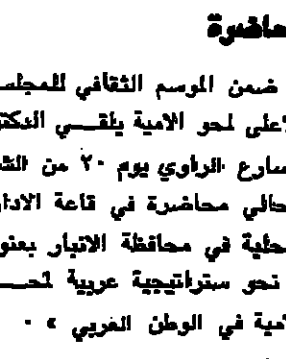 محاضرة
ضمن الموسم الثقافي للمجلس
الاعلى لمحو الامية يلقي الدكتور
مسارع الراوي يوم ٢٠ من الشهر
الحالي محاضرة في قاعة الادارة
المحلية في محافظة الانبار بعنوان
نحو ستراتيجية عربية لمحو
الامية في الوطن العربي » .